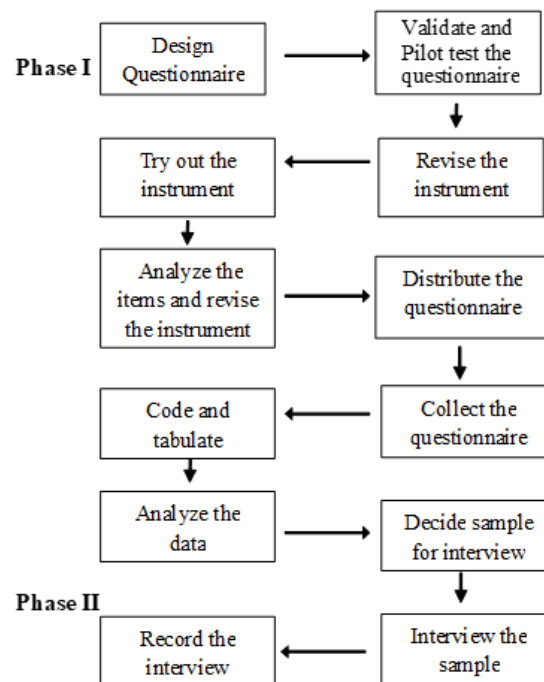 Phase I
Design
Questionnaire
Validate and
Pilot test the
questionnaire
Revise the
instrument
Try out the
instrument
Analyze the
items and revise
the instrument
Distribute the
questionnaire
Collect the
questionnaire
Code and
tabulate
Analyze the
data
Decide sample
for interview
Phase II
Interview the
sample
Record the
interview